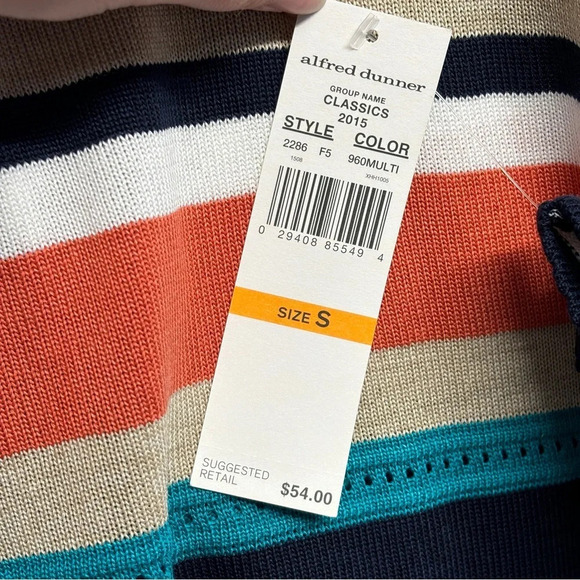 alfred dunner
GROUP NAME
CLASSICS
2015
STYLE COLOR
2286 F5 960MULTI
1508 XHH1005
0 29408 85549 4
SIZE S
SUGGESTED
RETAIL
$54.00